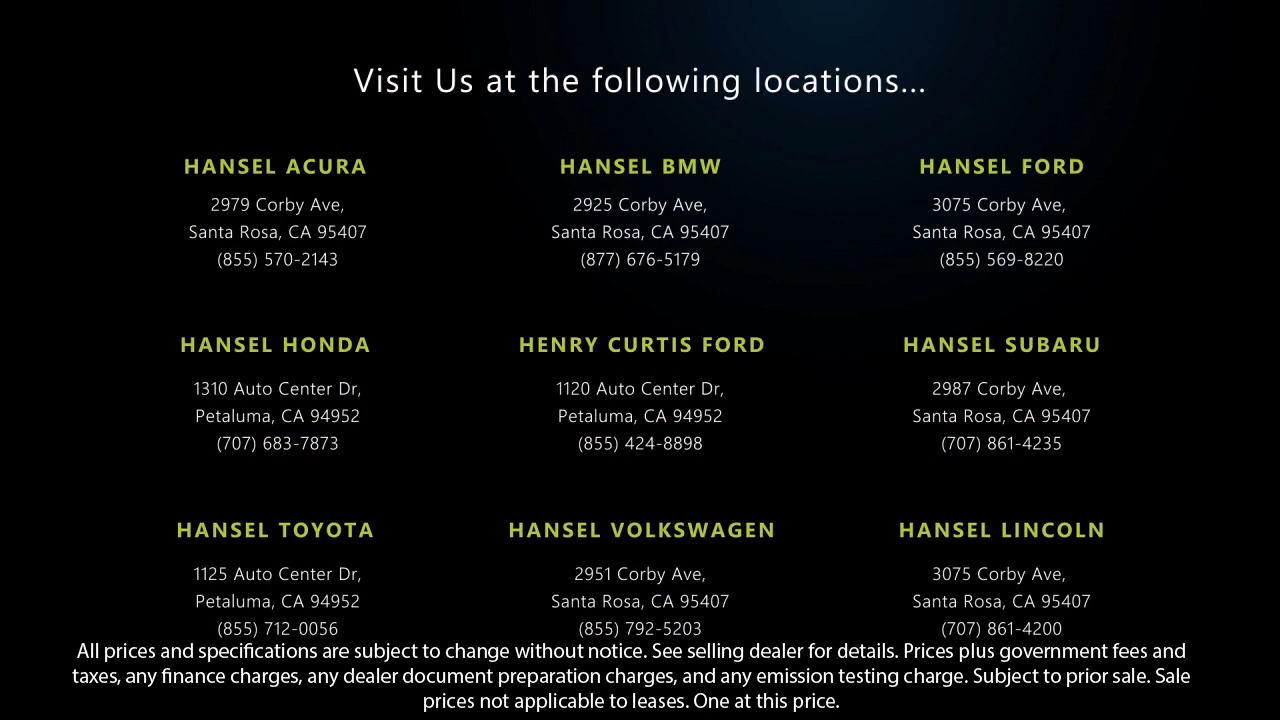 Visit Us at the following locations...
HANSEL ACURA
2979 Corby Ave,
Santa Rosa, CA 95407
(855) 570-2143
HANSEL BMW
2925 Corby Ave,
Santa Rosa, CA 95407
(877) 676-5179
HANSEL FORD
3075 Corby Ave,
Santa Rosa, CA 95407
(855) 569-8220
HANSEL HONDA
1310 Auto Center Dr,
Petaluma, CA 94952
(707) 683-7873
HENRY CURTIS FORD
1120 Auto Center Dr,
Petaluma, CA 94952
(855) 424-8898
HANSEL SUBARU
2987 Corby Ave,
Santa Rosa, CA 95407
(707) 861-4235
HANSEL TOYOTA
1125 Auto Center Dr,
Petaluma, CA 94952
(855) 712-0056
HANSEL VOLKSWAGEN
2951 Corby Ave,
Santa Rosa, CA 95407
(855) 792-5203
HANSEL LINCOLN
3075 Corby Ave,
Santa Rosa, CA 95407
(707) 861-4200
All prices and specifications are subject to change without notice. See selling dealer for details. Prices plus government fees and
taxes, any finance charges, any dealer document preparation charges, and any emission testing charge. Subject to prior sale. Sale
prices not applicable to leases. One at this price.